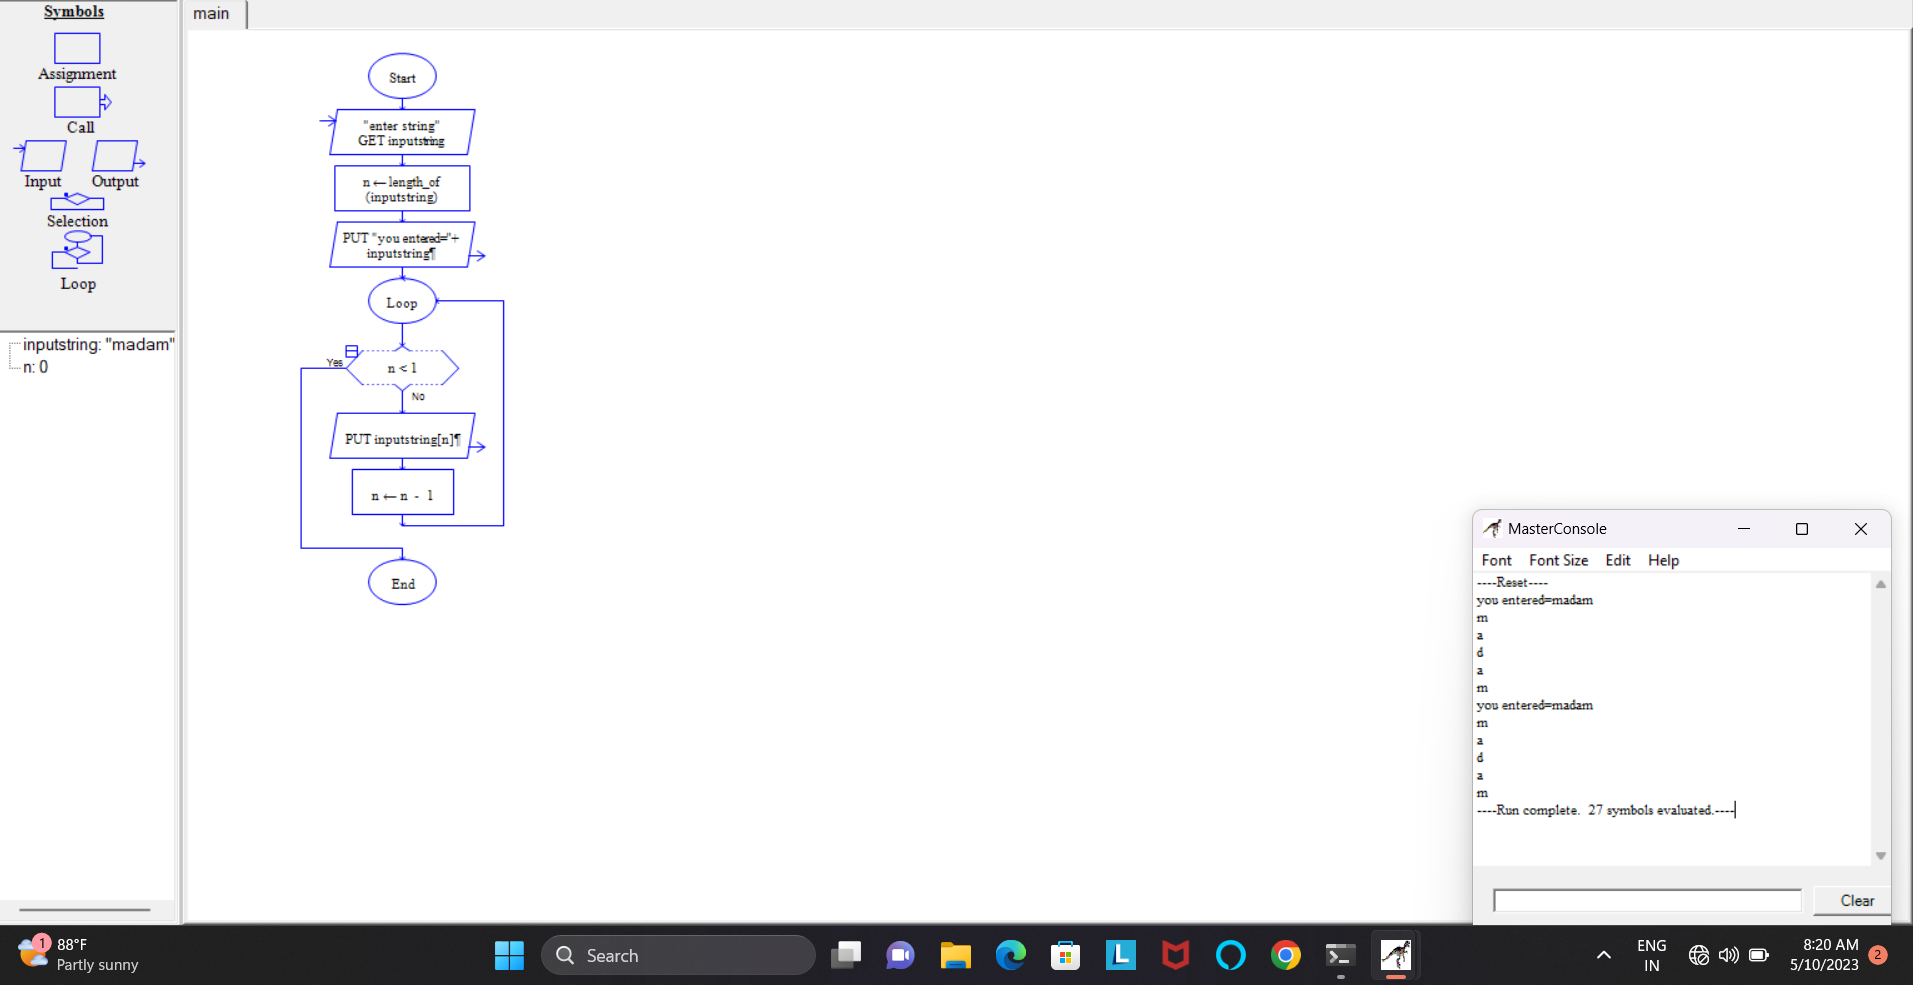 Symbols
Assignment
Call
Input Output
Selection
Loop
inputstring: "madam"
n: 0
main
Start
"enter string"
GET inputstring
n ← length_of
(inputstring)
PUT "you entered="+
inputstring¶
Loop
Yes
n < 1
No
PUT inputstring[n]¶
n ← n - 1
End
MasterConsole
Font Font Size Edit Help
----Reset----
you entered=madam
m
a
d
a
m
you entered=madam
m
a
d
a
m
----Run complete.  27 symbols evaluated.----
Clear
1
88°F
Partly sunny
Search
L
ENG
IN
8:20 AM
5/10/2023
2